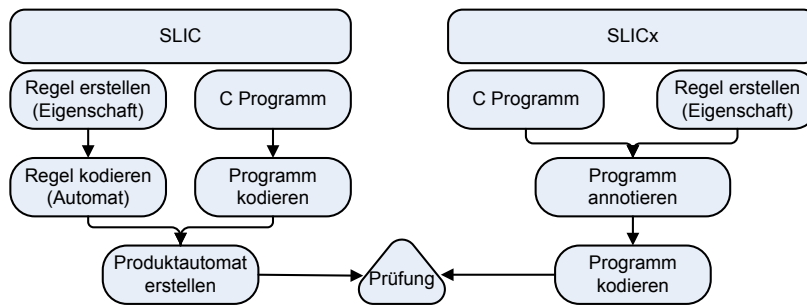 SLIC
SLICx
Regel erstellen
(Eigenschaft)
C Programm
C Programm
Regel erstellen
(Eigenschaft)
Regel kodieren
(Automat)
Programm
kodieren
Programm
annotieren
Produktautomat
erstellen
Prüfung
Programm
kodieren